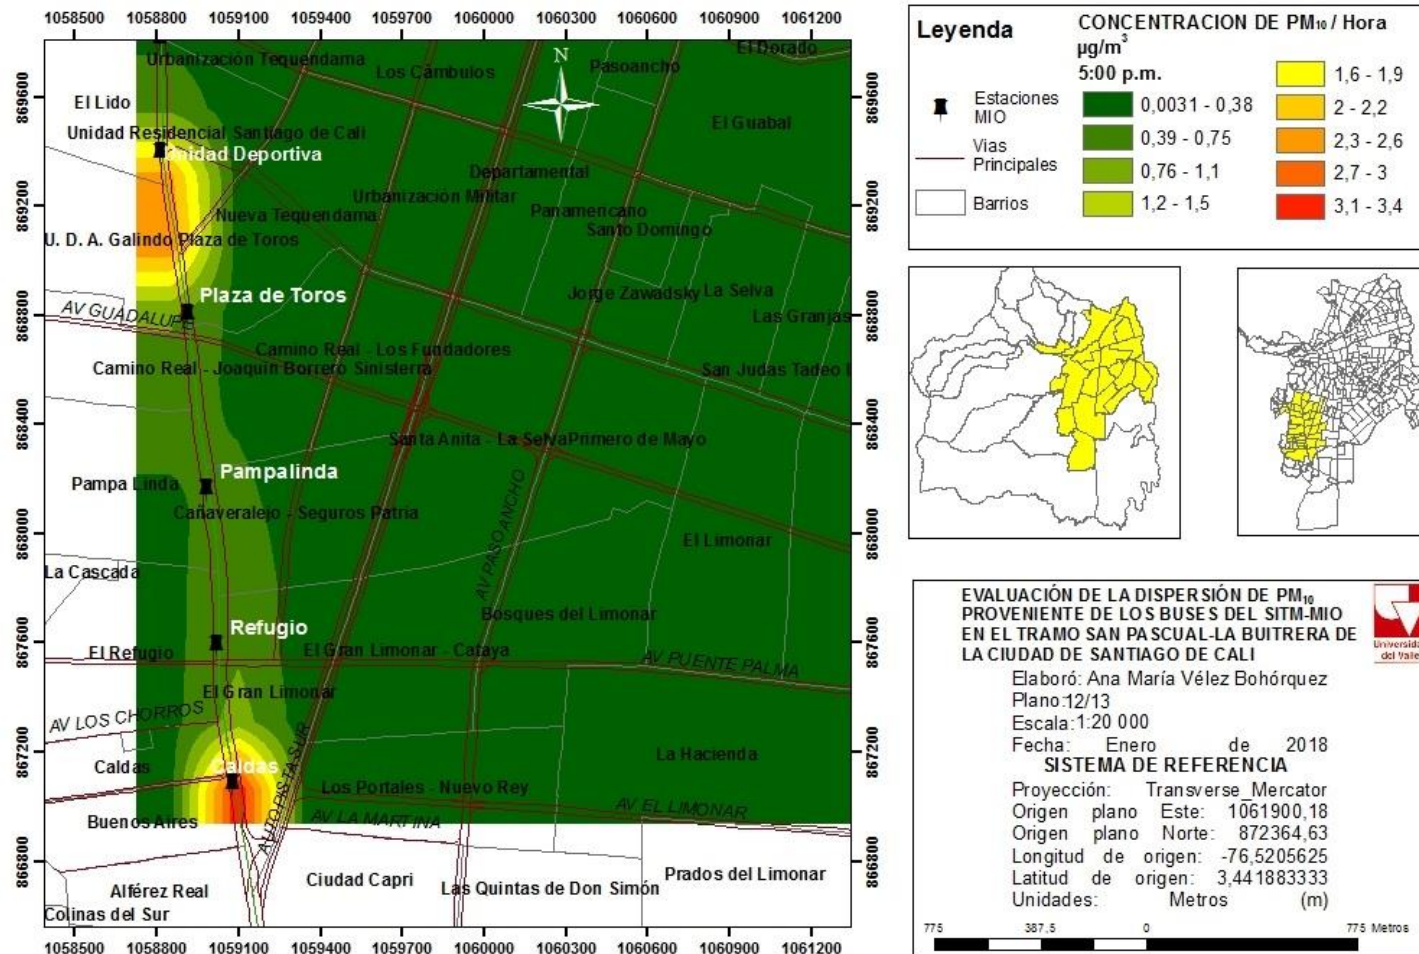 1058500 1058800 1059100 1059400 1059700 1060000 1060300 1060600 1060900 1061200
869600
869200
868800
868400
868000
867600
867200
866800
El Dorado
Urbanización Tequendama
N
Pasoancho
Los Cámbulos
El Lido
El Guabal
Unidad Residencial Santiago de Cali
Unidad Deportiva
Departamental
Urbanización Militar
Nueva Tequendama
Panamericano
Santo Domingo
U. D. A. Galindo Plaza de Toros
Plaza de Toros
Jorge Zawadsky
La Selva
AV GUADALUPE
Las Granjas
Camino Real - Los Fundadores
Camino Real - Joaquin Borrero Sinisterra
San Judas Tadeo
Santa Anita - La Selva
Primero de Mayo
Pampalinda
Pampa Linda
Cañaveralejo - Seguros Patria
AV PASOANCHO
El Limonar
La Cascada
Bosques del Limonar
Refugio
El Refugio
El Gran Limonar - Cataya
AV PUENTE PALMA
El Gran Limonar
AV LOS CHORROS
AUTOPISTA SUR
La Hacienda
Caldas
Caldas
Los Portales - Nuevo Rey
AV EL LIMONAR
Buenos Aires
AV LA MARTINA
Prados del Limonar
Ciudad Capri
Las Quintas de Don Simón
Alférez Real
Colinas del Sur
869600
869200
868800
868400
868000
867600
867200
866800
1058500 1058800 1059100 1059400 1059700 1060000 1060300 1060600 1060900 1061200
Leyenda
Estaciones
MIO
Vias
Principales
Barrios
CONCENTRACION DE PM₁₀ / Hora
µg/m³
5:00 p.m.
0,0031 - 0,38
0,39 - 0,75
0,76 - 1,1
1,2 - 1,5
1,6 - 1,9
2 - 2,2
2,3 - 2,6
2,7 - 3
3,1 - 3,4
EVALUACIÓN DE LA DISPERSIÓN DE PM₁₀
PROVENIENTE DE LOS BUSES DEL SITM-MIO
EN EL TRAMO SAN PASCUAL-LA BUITRERA DE
LA CIUDAD DE SANTIAGO DE CALI
Universidad
del Valle
Elaboró: Ana María Vélez Bohórquez
Plano:12/13
Escala:1:20 000
Fecha: Enero de 2018
SISTEMA DE REFERENCIA
Proyección: Transverse_Mercator
Origen plano Este: 1061900,18
Origen plano Norte: 872364,63
Longitud de origen: -76,5205625
Latitud de origen: 3,441883333
Unidades: Metros (m)
775 387,5 0 775 Metros